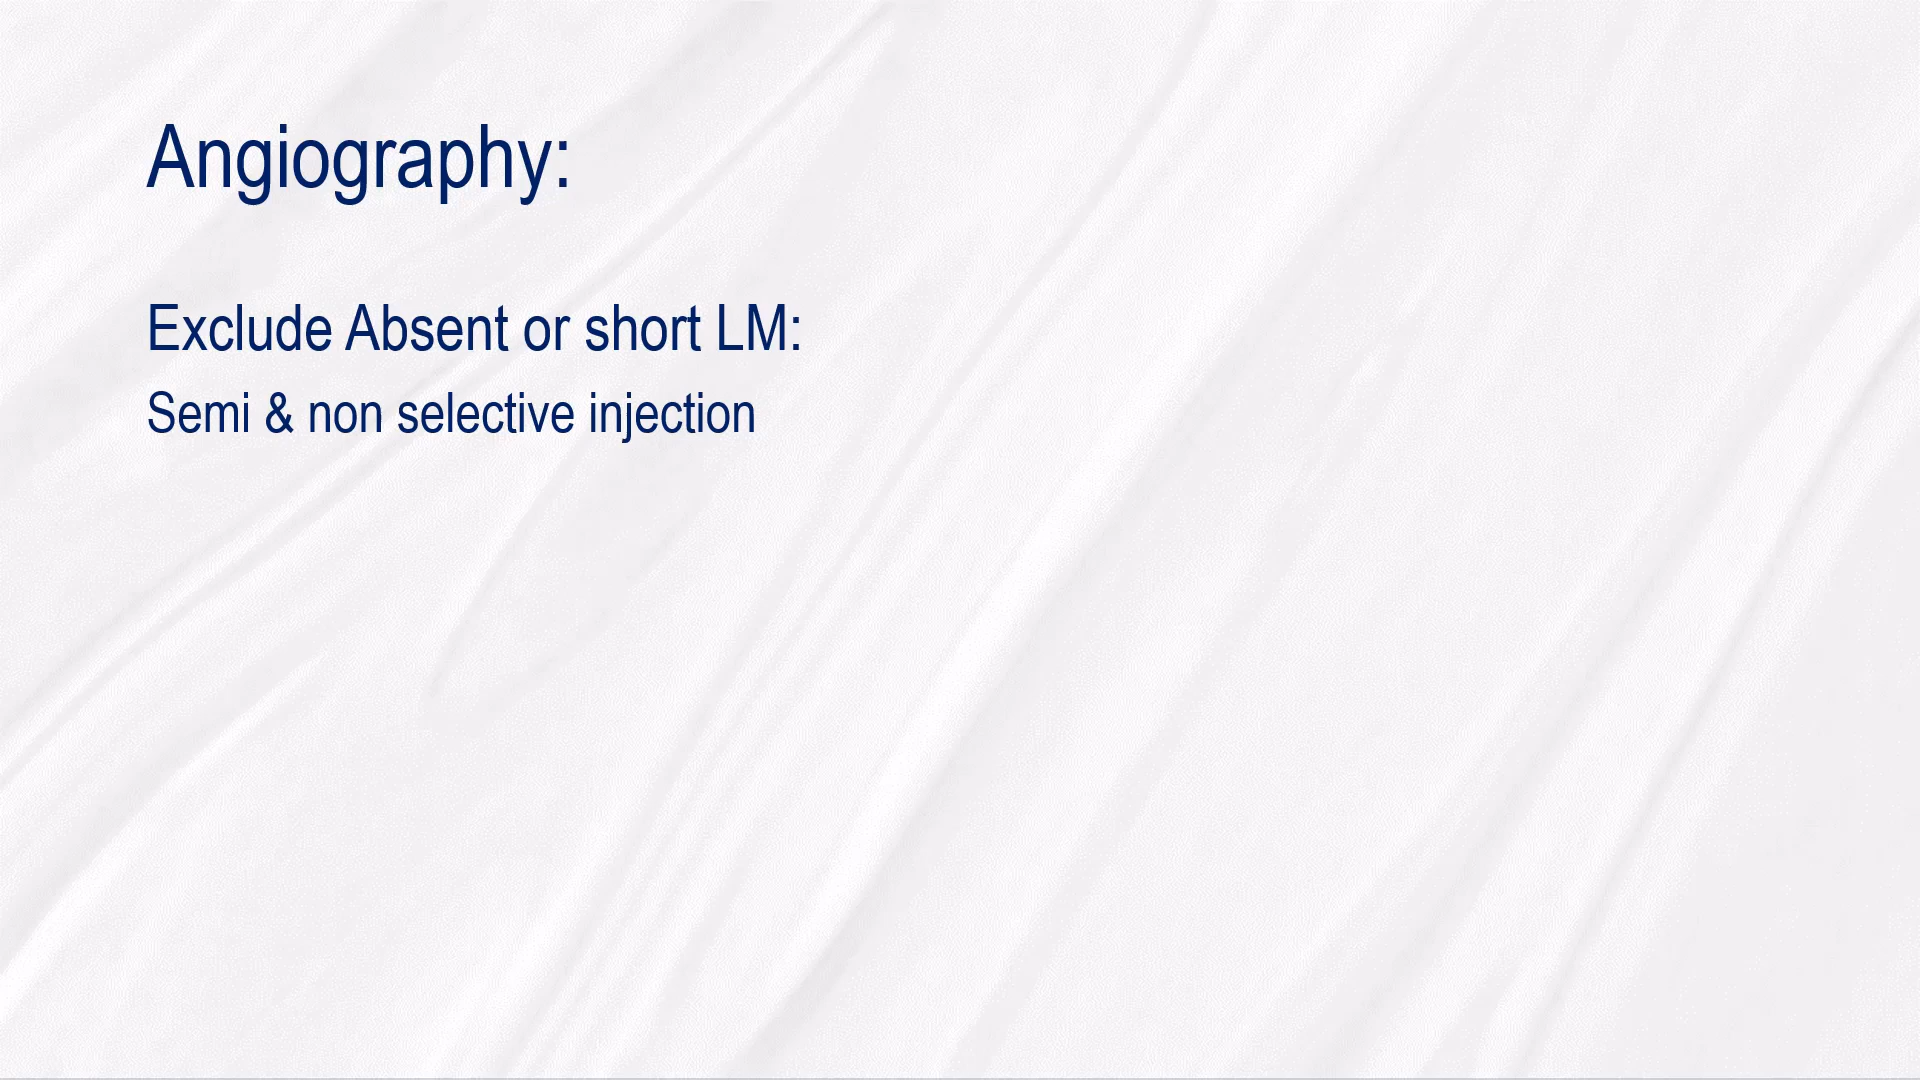 Angiography:
Exclude Absent or short LM:
Semi & non selective injection